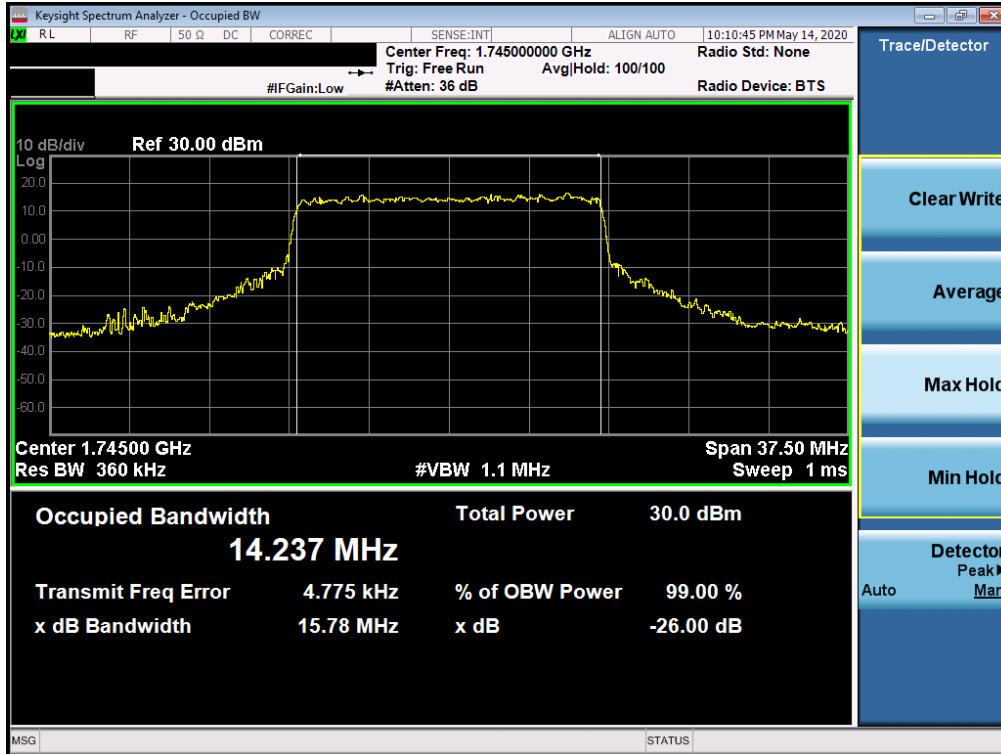 Keysight Spectrum Analyzer - Occupied BW
LXI RL RF 50 Ω DC CORREC SENSE:INT ALIGN AUTO 10:10:45 PM May 14, 2020
Center Freq: 1.745000000 GHz Radio Std: None
Trig: Free Run Avg|Hold: 100/100
#IFGain:Low #Atten: 36 dB Radio Device: BTS
Trace/Detector
10 dB/div Ref 30.00 dBm
Log
20.0
10.0
0.00
-10.0
-20.0
-30.0
-40.0
-50.0
-60.0
Center 1.74500 GHz Span 37.50 MHz
Res BW 360 kHz #VBW 1.1 MHz Sweep 1 ms
Occupied Bandwidth Total Power 30.0 dBm
14.237 MHz
Transmit Freq Error 4.775 kHz % of OBW Power 99.00 %
x dB Bandwidth 15.78 MHz x dB -26.00 dB
Clear Write
Average
Max Hold
Min Hold
Detector
Peak
Auto Man
MSG STATUS